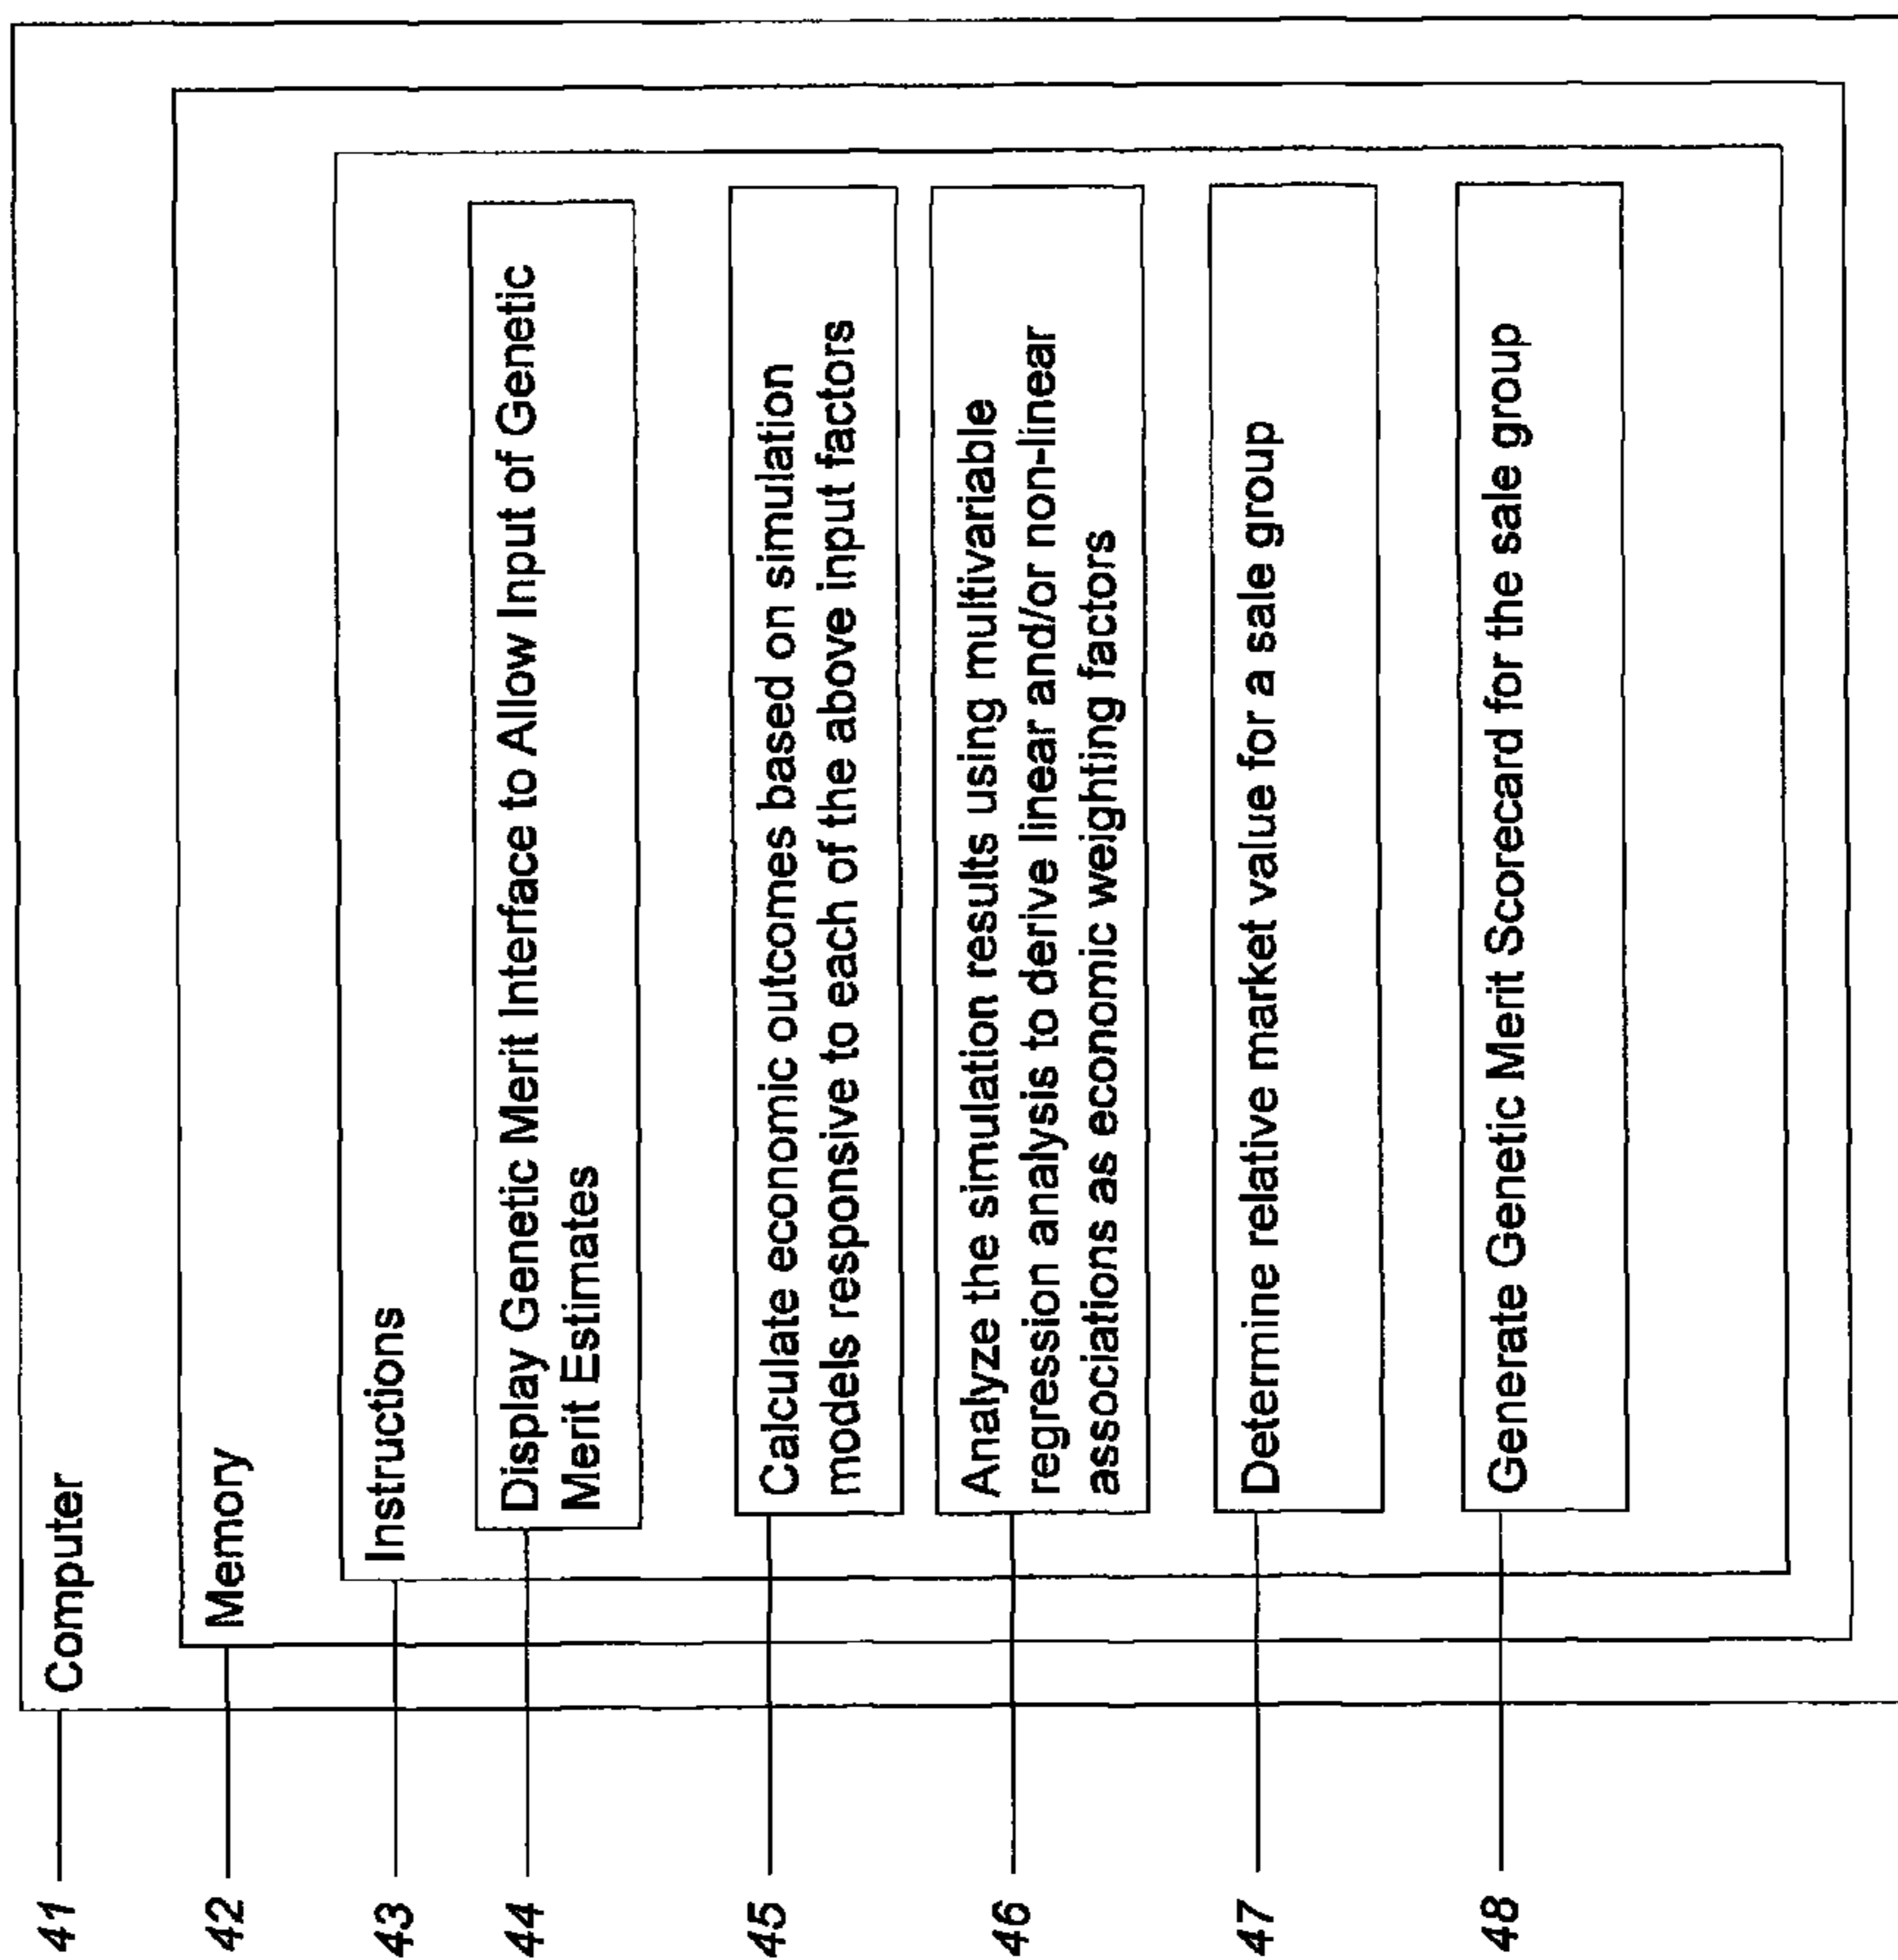 41 Computer
42 Memory
43 Instructions
44 Display Genetic Merit Interface to Allow Input of Genetic
Merit Estimates
45 Calculate economic outcomes based on simulation
models responsive to each of the above input factors
46 Analyze the simulation results using multivariable
regression analysis to derive linear and/or non-linear
associations as economic weighting factors
47 Determine relative market value for a sale group
48 Generate Genetic Merit Scorecard for the sale group